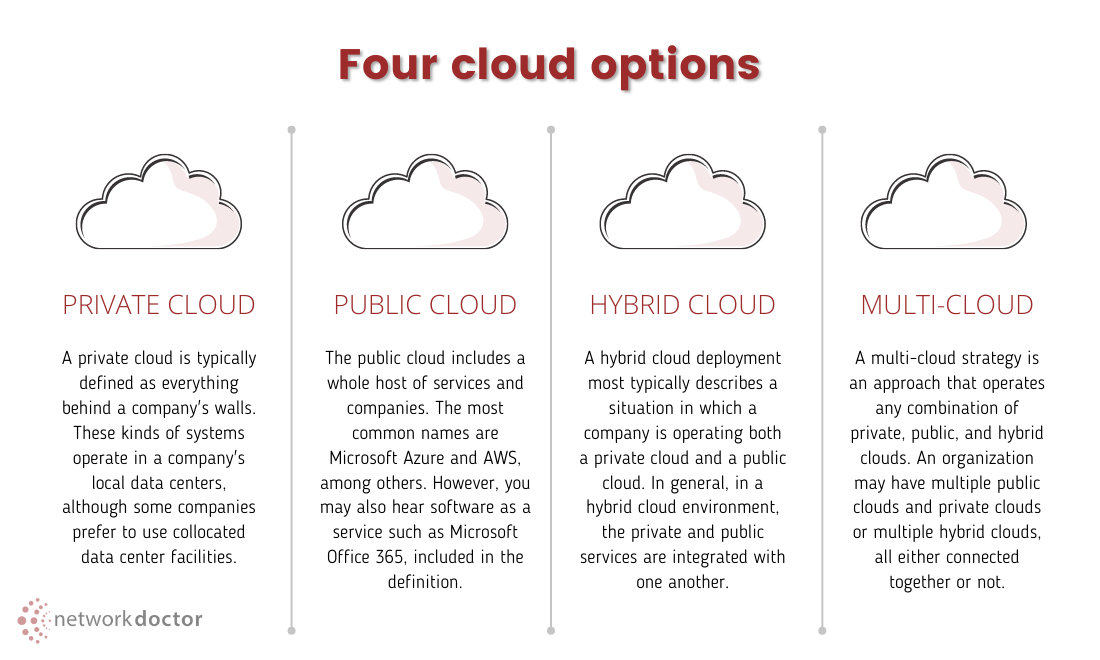 Four cloud options
PRIVATE CLOUD
A private cloud is typically
defined as everything
behind a company's walls.
These kinds of systems
operate in a company's
local data centers,
although some companies
prefer to use collocated
data center facilities.
PUBLIC CLOUD
The public cloud includes a
whole host of services and
companies. The most
common names are
Microsoft Azure and AWS,
among others. However, you
may also hear software as a
service such as Microsoft
Office 365, included in the
definition.
HYBRID CLOUD
A hybrid cloud deployment
most typically describes a
situation in which a
company is operating both
a private cloud and a public
cloud. In general, in a
hybrid cloud environment,
the private and public
services are integrated with
one another.
MULTI-CLOUD
A multi-cloud strategy is
an approach that operates
any combination of
private, public, and hybrid
clouds. An organization
may have multiple public
clouds and private clouds
or multiple hybrid clouds,
all either connected
together or not.
networkdoctor